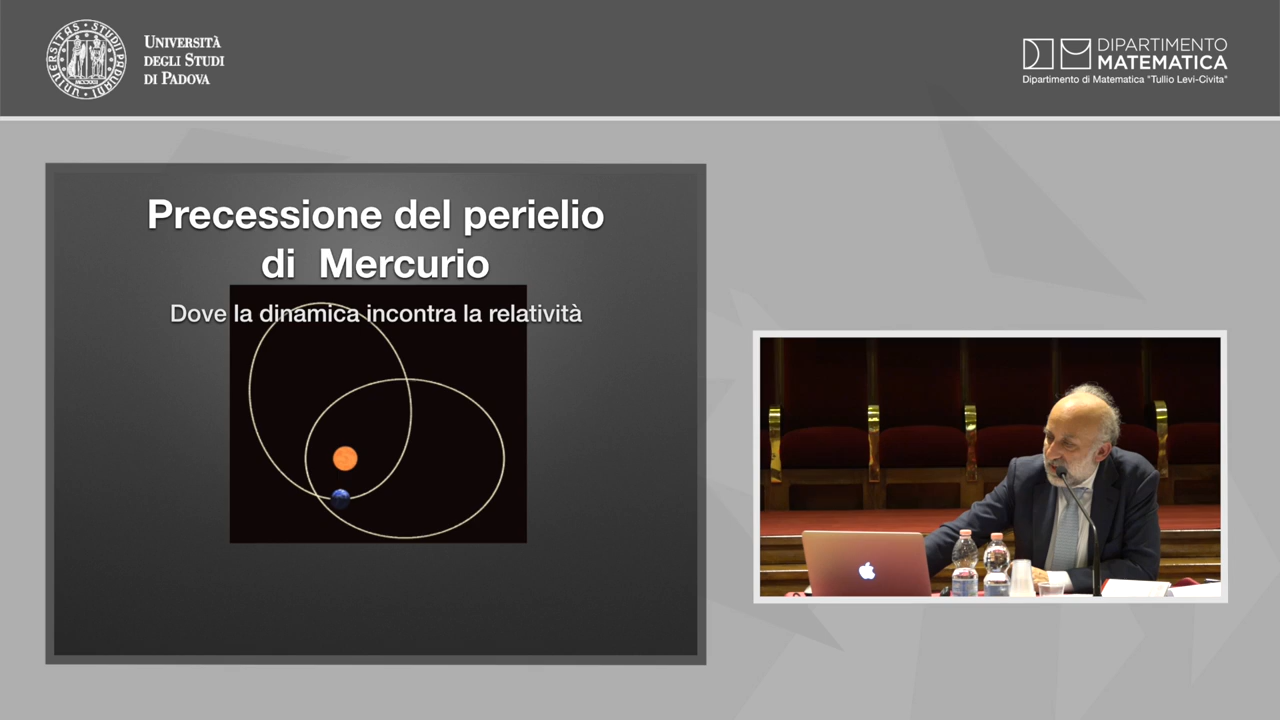 UNIVERSITÀ
DEGLI STUDI
DI PADOVA
DIPARTIMENTO
MATEMATICA
Dipartimento di Matematica "Tullio Levi-Civita"
Precessione del perielio
di Mercurio
Dove la dinamica incontra la relatività